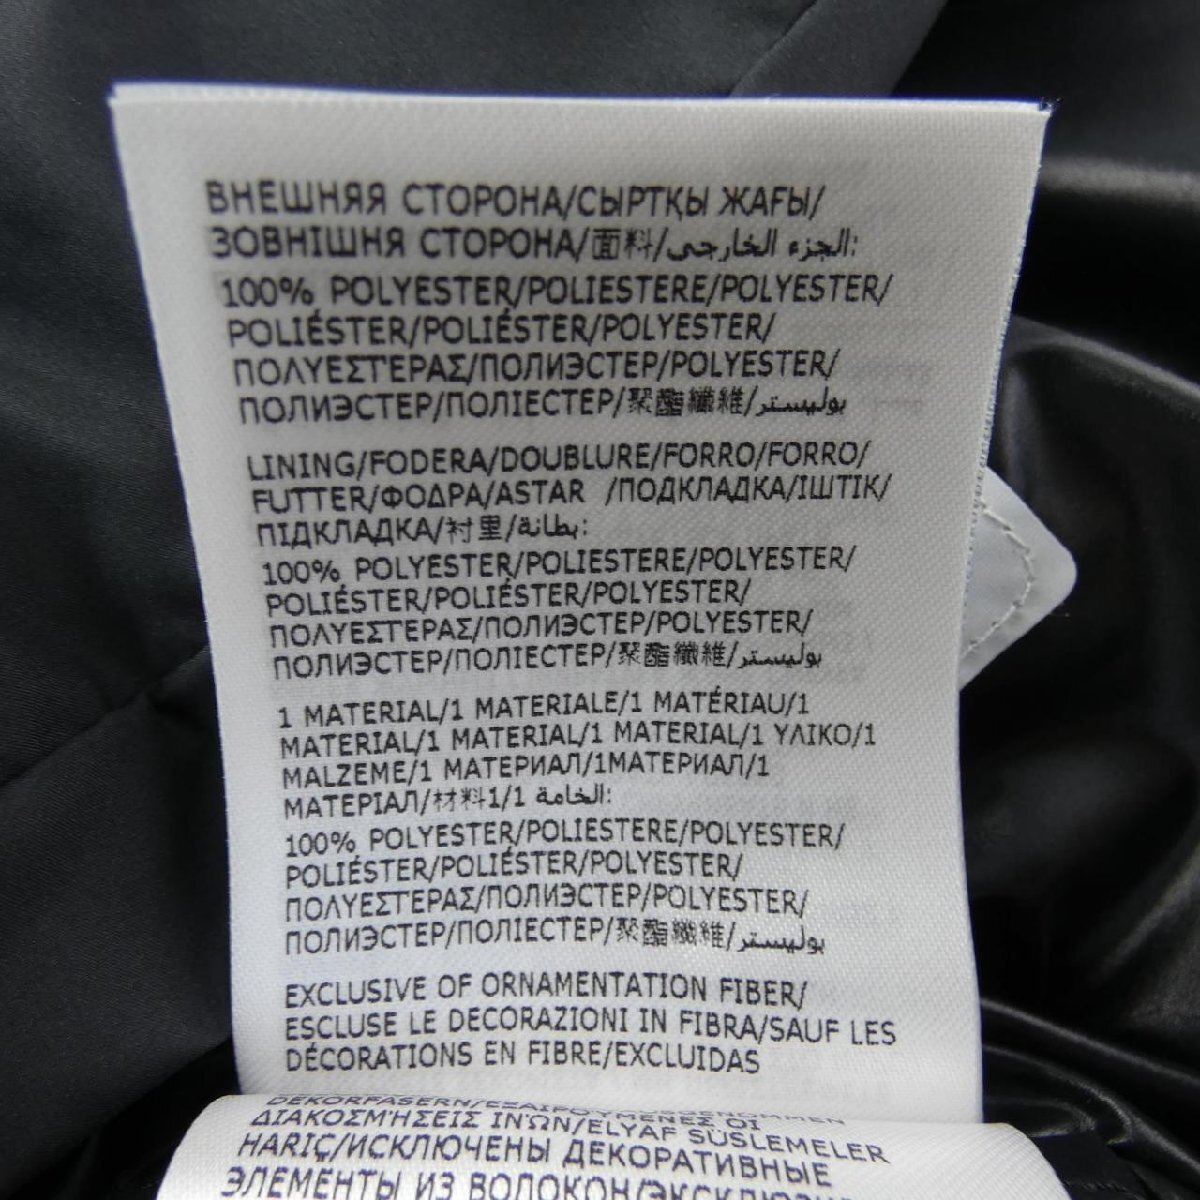 ВНЕШНЯЯ СТОРОНА/СЫРТҚЫ ЖАҒЫ/
ЗОВНІШНЯ СТОРОНА/面料/الجزء الخارجي:
100% POLYESTER/POLIESTERE/POLYESTER/
POLIÉSTER/POLIÉSTER/POLYESTER/
ΠΟΛΥΕΣΤΕΡΑΣ/ПОЛИЭСТЕР/POLYESTER/
ПОЛИЭСТЕР/ПОЛІЕСТЕР/聚酯纖維/بوليستر
LINING/FODERA/DOUBLURE/FORRO/FORRO/
FUTTER/ΦΟΔΡΑ/ASTAR /ПОДКЛАДКА/ІШТІК/
ПІДКЛАДКА/衬里/بطانة:
100% POLYESTER/POLIESTERE/POLYESTER/
POLIÉSTER/POLIÉSTER/POLYESTER/
ΠΟΛΥΕΣΤΕΡΑΣ/ПОЛИЭСТЕР/POLYESTER/
ПОЛИЭСТЕР/ПОЛІЕСТЕР/聚酯纖維/بوليستر
1 MATERIAL/1 MATERIALE/1 MATÉRIAU/1
MATERIAL/1 MATERIAL/1 MATERIAL/1 ΥΛΙΚΟ/1
MALZEME/1 МАТЕРИАЛ/1МАТЕРИАЛ/1
МАТЕРІАЛ/材料1/1 الخامة:
100% POLYESTER/POLIESTERE/POLYESTER/
POLIÉSTER/POLIÉSTER/POLYESTER/
ΠΟΛΥΕΣΤΕΡΑΣ/ПОЛИЭСТЕР/POLYESTER/
ПОЛИЭСТЕР/ПОЛІЕСТЕР/聚酯纖維/بوليستر
EXCLUSIVE OF ORNAMENTATION FIBER/
ESCLUSE LE DECORAZIONI IN FIBRA/SAUF LES
DÉCORATIONS EN FIBRE/EXCLUIDAS
ΔΙΑΚΟΣΜΉΣΕΙΣ ΙΝΏΝ/ELYAF SÜSLEMELER
HARIÇ/ИСКЛЮЧЕНЫ ДЕКОРАТИВНЫЕ
ЭЛЕМЕНТЫ ИЗ ВОЛОКОН/